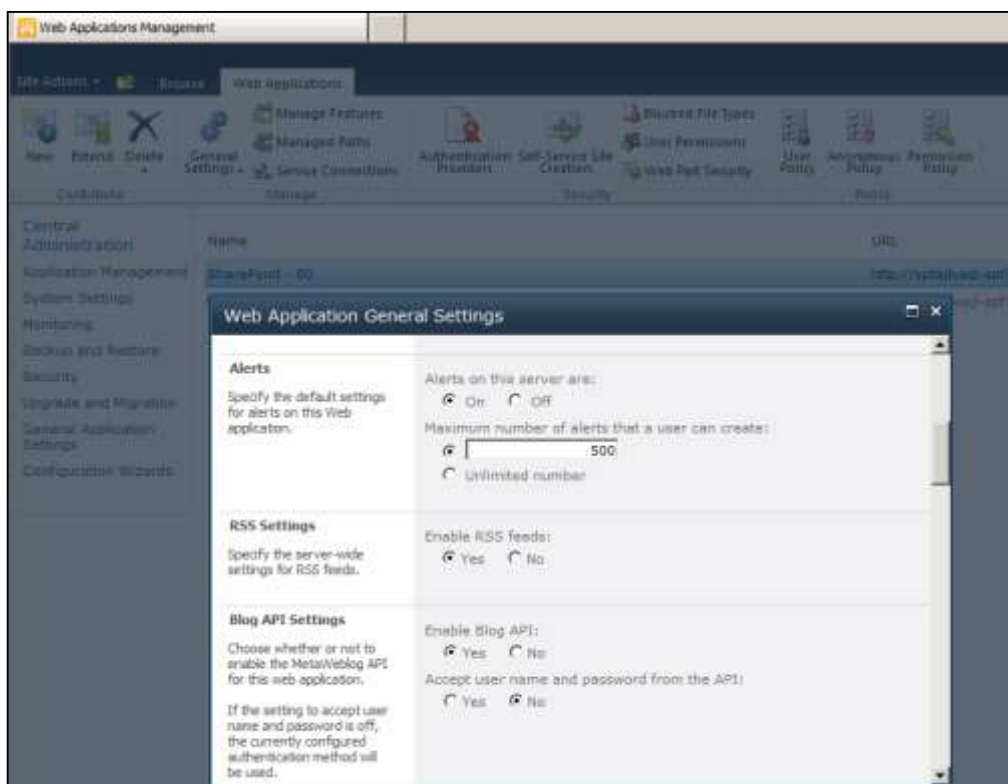 Web Applications Management
Site Actions
Browse
Web Applications
New
Extend
Delete
General Settings
Manage Features
Managed Paths
Service Connections
Authentication Providers
Self-Service Site Creation
Blocked File Types
User Permissions
Web Part Security
User Policy
Anonymous Policy
Permission Policy
Contribute
Manage
Security
Policy
Central
Administration
Application Management
System Settings
Monitoring
Backup and Restore
Security
Upgrade and Migration
General Application
Settings
Configuration Wizards
Name
URL
SharePoint - 80
Web Application General Settings
Alerts
Specify the default settings
for alerts on this Web
application.
Alerts on this server are:
On Off
Maximum number of alerts that a user can create:
500
Unlimited number
RSS Settings
Specify the server-wide
settings for RSS feeds.
Enable RSS feeds:
Yes No
Blog API Settings
Choose whether or not to
enable the MetaWeblog API
for this web application.
If the setting to accept user
name and password is off,
the currently configured
authentication method will
be used.
Enable Blog API:
Yes No
Accept user name and password from the API:
Yes No